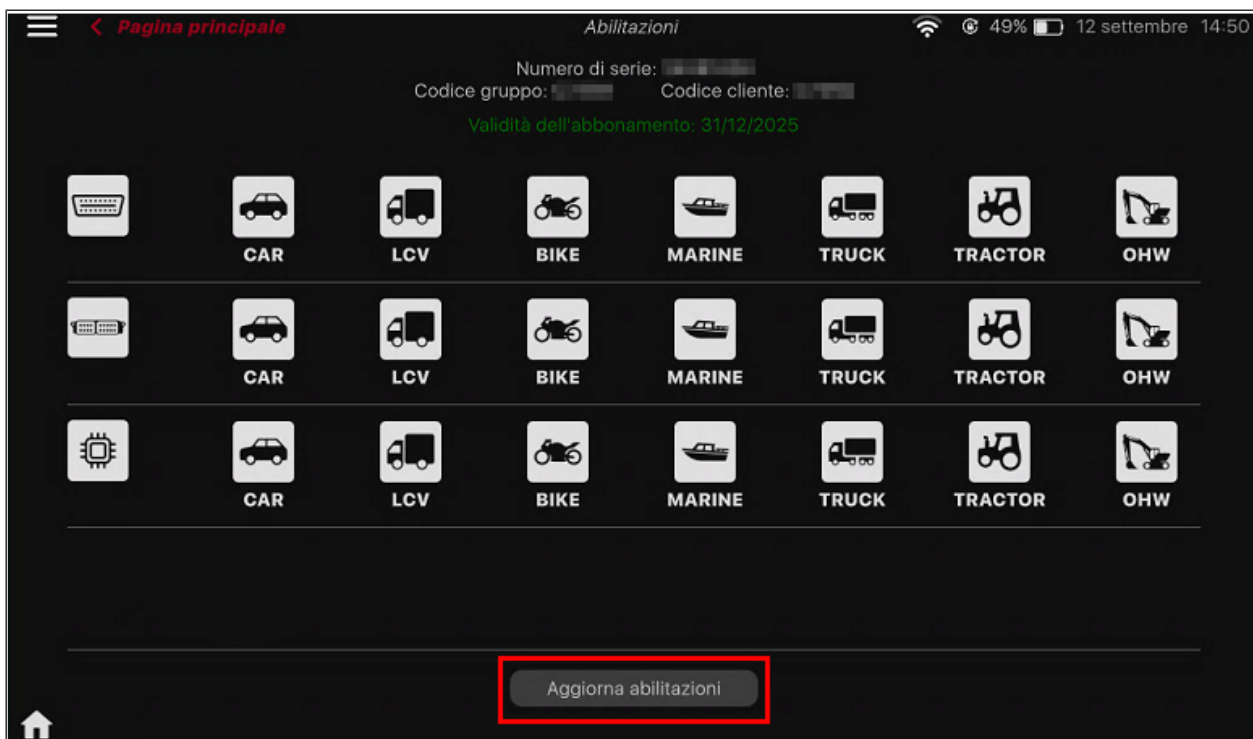 Pagina principale Abilitazioni 49% 12 settembre 14:50
Numero di serie:
Codice gruppo: Codice cliente:
Validità dell'abbonamento: 31/12/2025
CAR LCV BIKE MARINE TRUCK TRACTOR OHW
CAR LCV BIKE MARINE TRUCK TRACTOR OHW
CAR LCV BIKE MARINE TRUCK TRACTOR OHW
Aggiorna abilitazioni